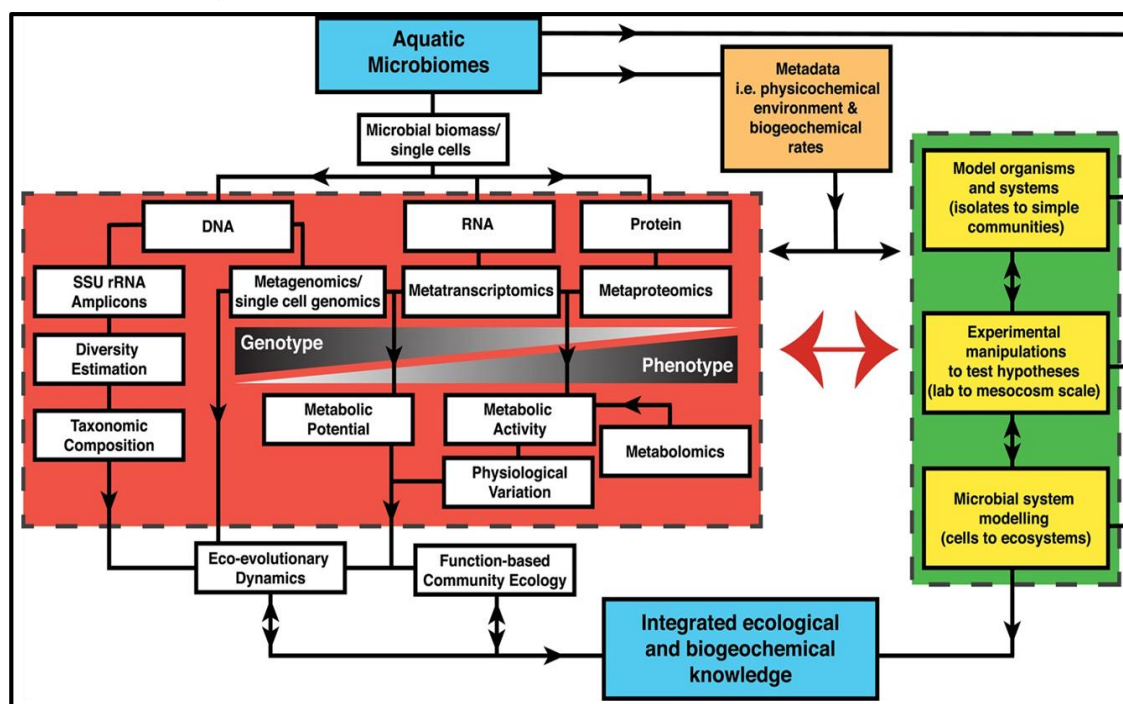 Aquatic
Microbiomes
Metadata
i.e. physicochemical
environment &
biogeochemical
rates
Microbial biomass/
single cells
Model organisms
and systems
(isolates to simple
communities)
DNA
RNA
Protein
SSU rRNA
Amplicons
Metagenomics/
single cell genomics
Metatranscriptomics
Metaproteomics
Genotype
Phenotype
Diversity
Estimation
Experimental
manipulations
to test hypotheses
(lab to mesocosm scale)
Taxonomic
Composition
Metabolic
Potential
Metabolic
Activity
Metabolomics
Physiological
Variation
Microbial system
modelling
(cells to ecosystems)
Eco-evolutionary
Dynamics
Function-based
Community Ecology
Integrated ecological
and biogeochemical
knowledge